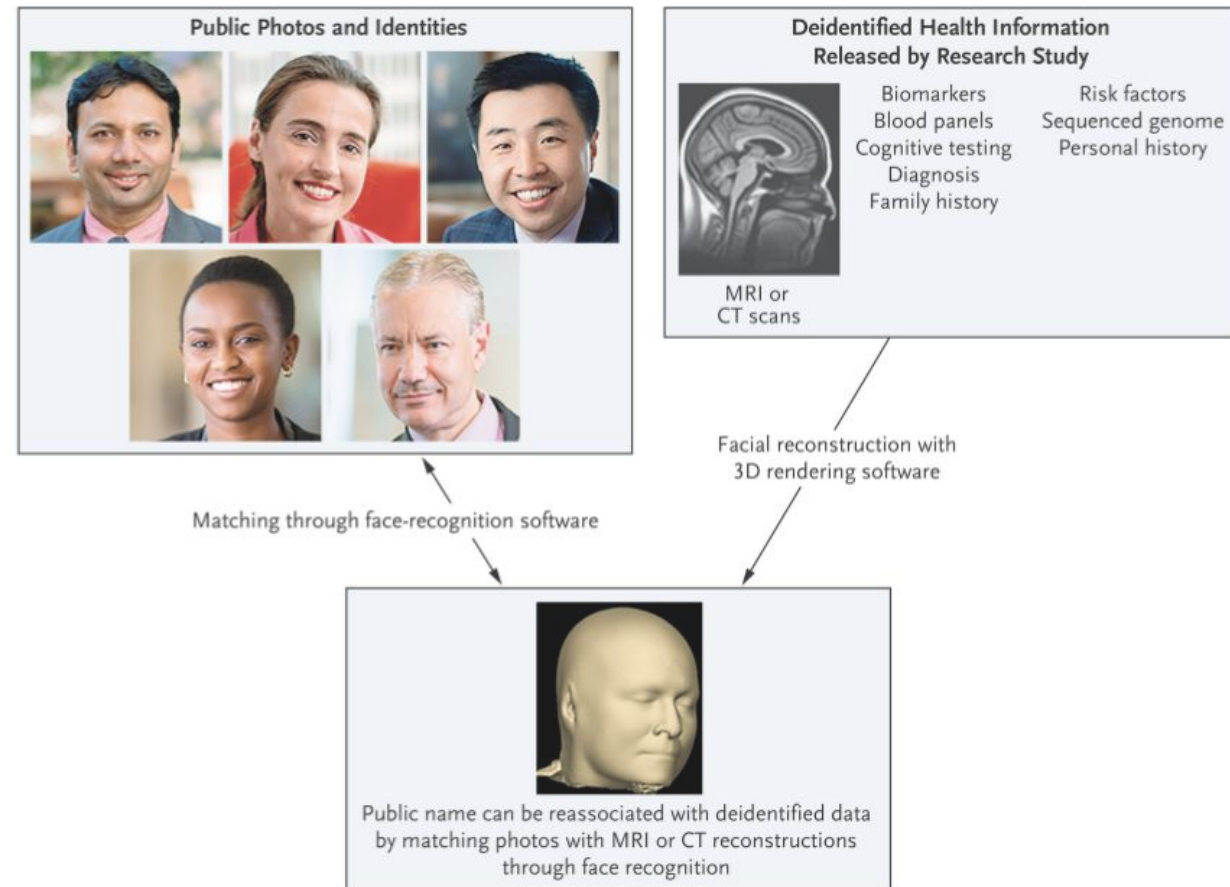 Public Photos and Identities
Deidentified Health Information
Released by Research Study
Biomarkers
Blood panels
Cognitive testing
Diagnosis
Family history
Risk factors
Sequenced genome
Personal history
MRI or
CT scans
Facial reconstruction with
3D rendering software
Matching through face-recognition software
Public name can be reassociated with deidentified data
by matching photos with MRI or CT reconstructions
through face recognition